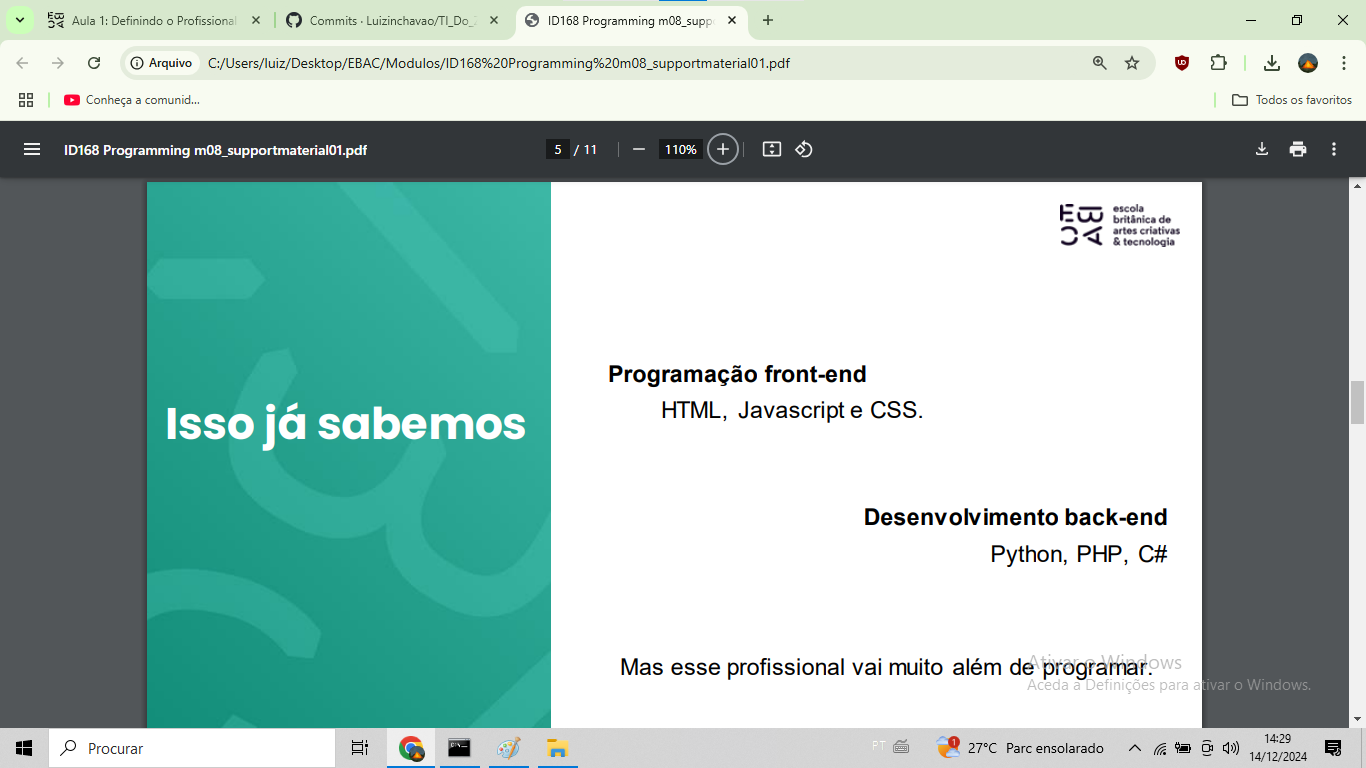 Aula 1: Definindo o Profissional
Commits · Luizinchavao/TI_Do_
ID168 Programming m08_supp
Arquivo
C:/Users/luiz/Desktop/EBAC/Modulos/ID168%20Programming%20m08_supportmaterial01.pdf
Conheça a comunid...
Todos os favoritos
ID168 Programming m08_supportmaterial01.pdf
5 / 11
110%
EBAC
escola
britânica de
artes criativas
& tecnologia
Isso já sabemos
Programação front-end
HTML, Javascript e CSS.
Desenvolvimento back-end
Python, PHP, C#
Mas esse profissional vai muito além de programar.
Ativar o Windows
Aceda a Definições para ativar o Windows.
Procurar
PT
1
27°C Parc ensolarado
14:29
14/12/2024